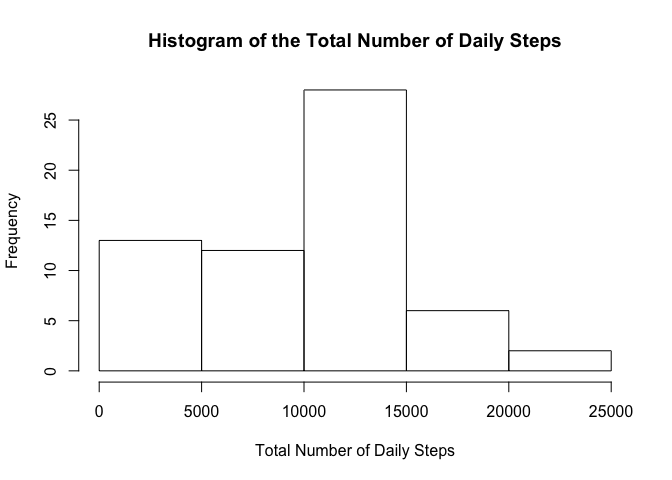 Histogram of the Total Number of Daily Steps
Frequency
25
20
15
10
5
0
0 5000 10000 15000 20000 25000
Total Number of Daily Steps